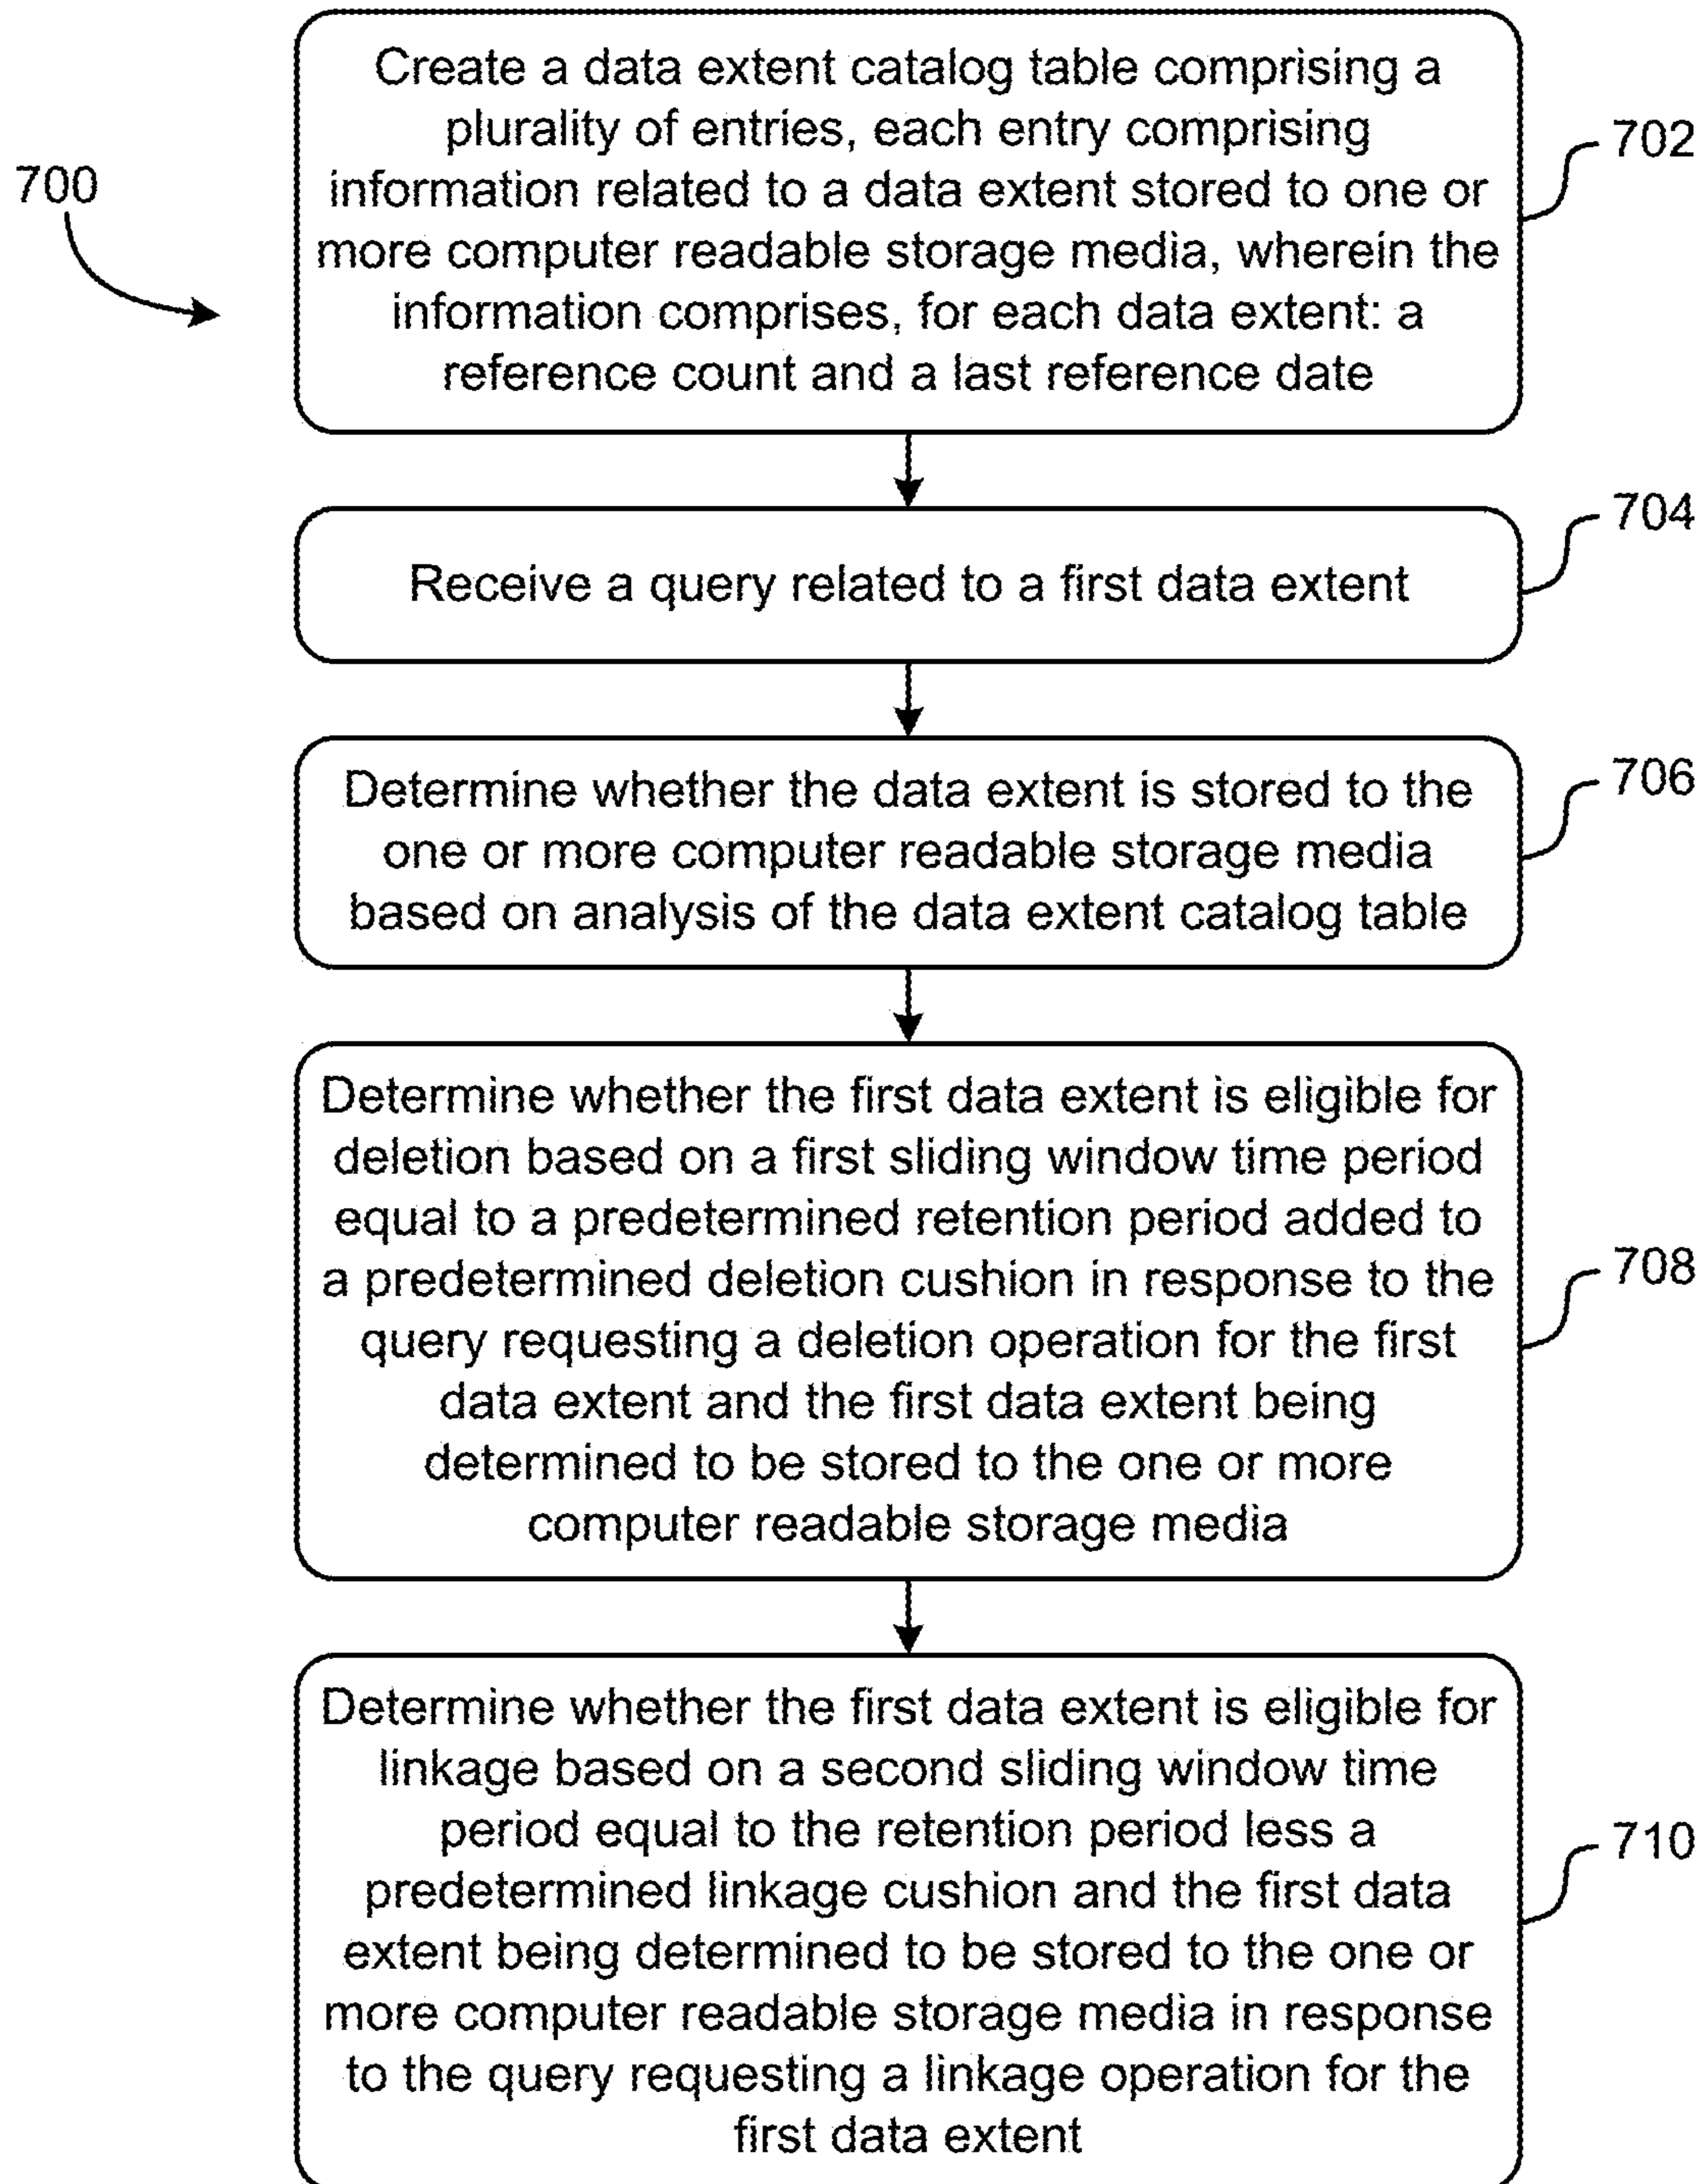 700
Create a data extent catalog table comprising a
plurality of entries, each entry comprising
information related to a data extent stored to one or
more computer readable storage media, wherein the
information comprises, for each data extent: a
reference count and a last reference date
702
Receive a query related to a first data extent
704
Determine whether the data extent is stored to the
one or more computer readable storage media
based on analysis of the data extent catalog table
706
Determine whether the first data extent is eligible for
deletion based on a first sliding window time period
equal to a predetermined retention period added to
a predetermined deletion cushion in response to the
query requesting a deletion operation for the first
data extent and the first data extent being
determined to be stored to the one or more
computer readable storage media
708
Determine whether the first data extent is eligible for
linkage based on a second sliding window time
period equal to the retention period less a
predetermined linkage cushion and the first data
extent being determined to be stored to the one or
more computer readable storage media in response
to the query requesting a linkage operation for the
first data extent
710